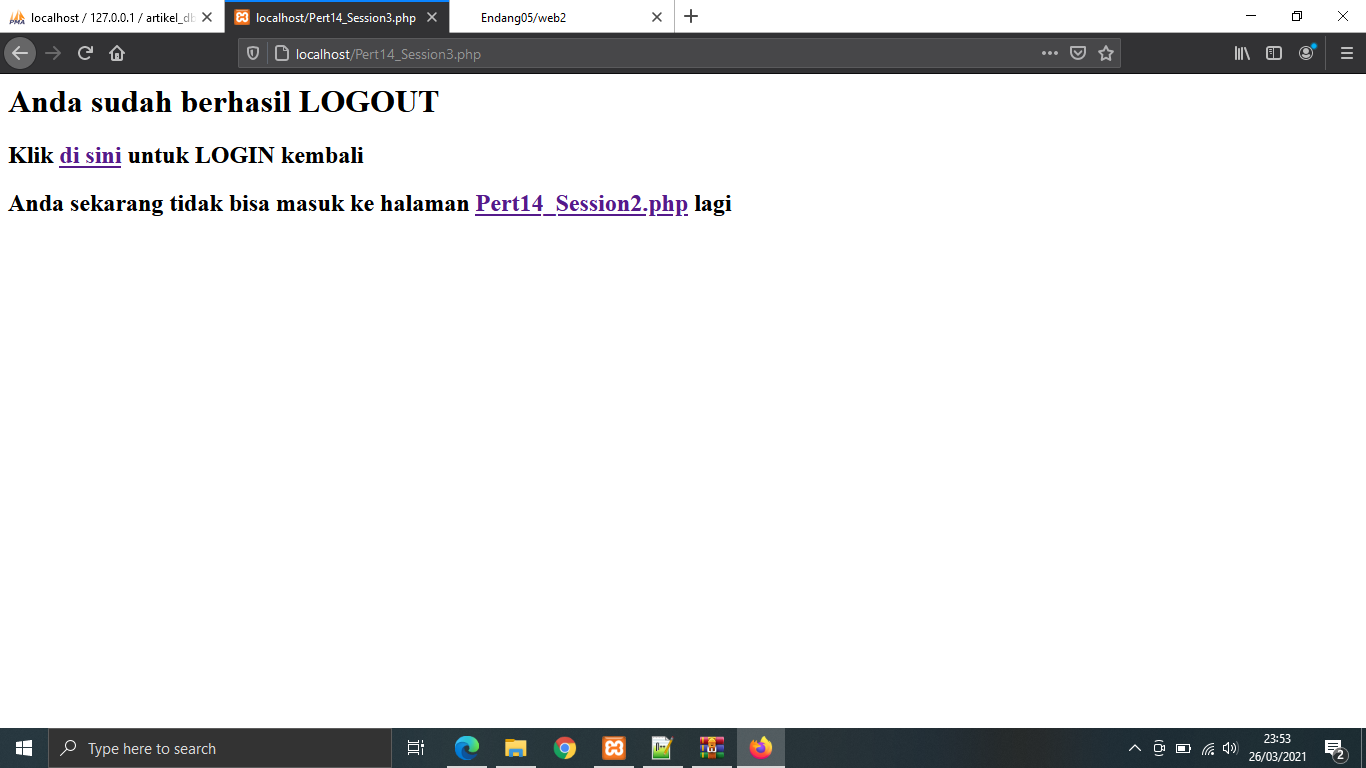 localhost / 127.0.0.1 / artikel_db
localhost/Pert14_Session3.php
Endang05/web2
localhost/Pert14_Session3.php
Anda sudah berhasil LOGOUT
Klik di sini untuk LOGIN kembali
Anda sekarang tidak bisa masuk ke halaman Pert14_Session2.php lagi
Type here to search
23:53
26/03/2021
2